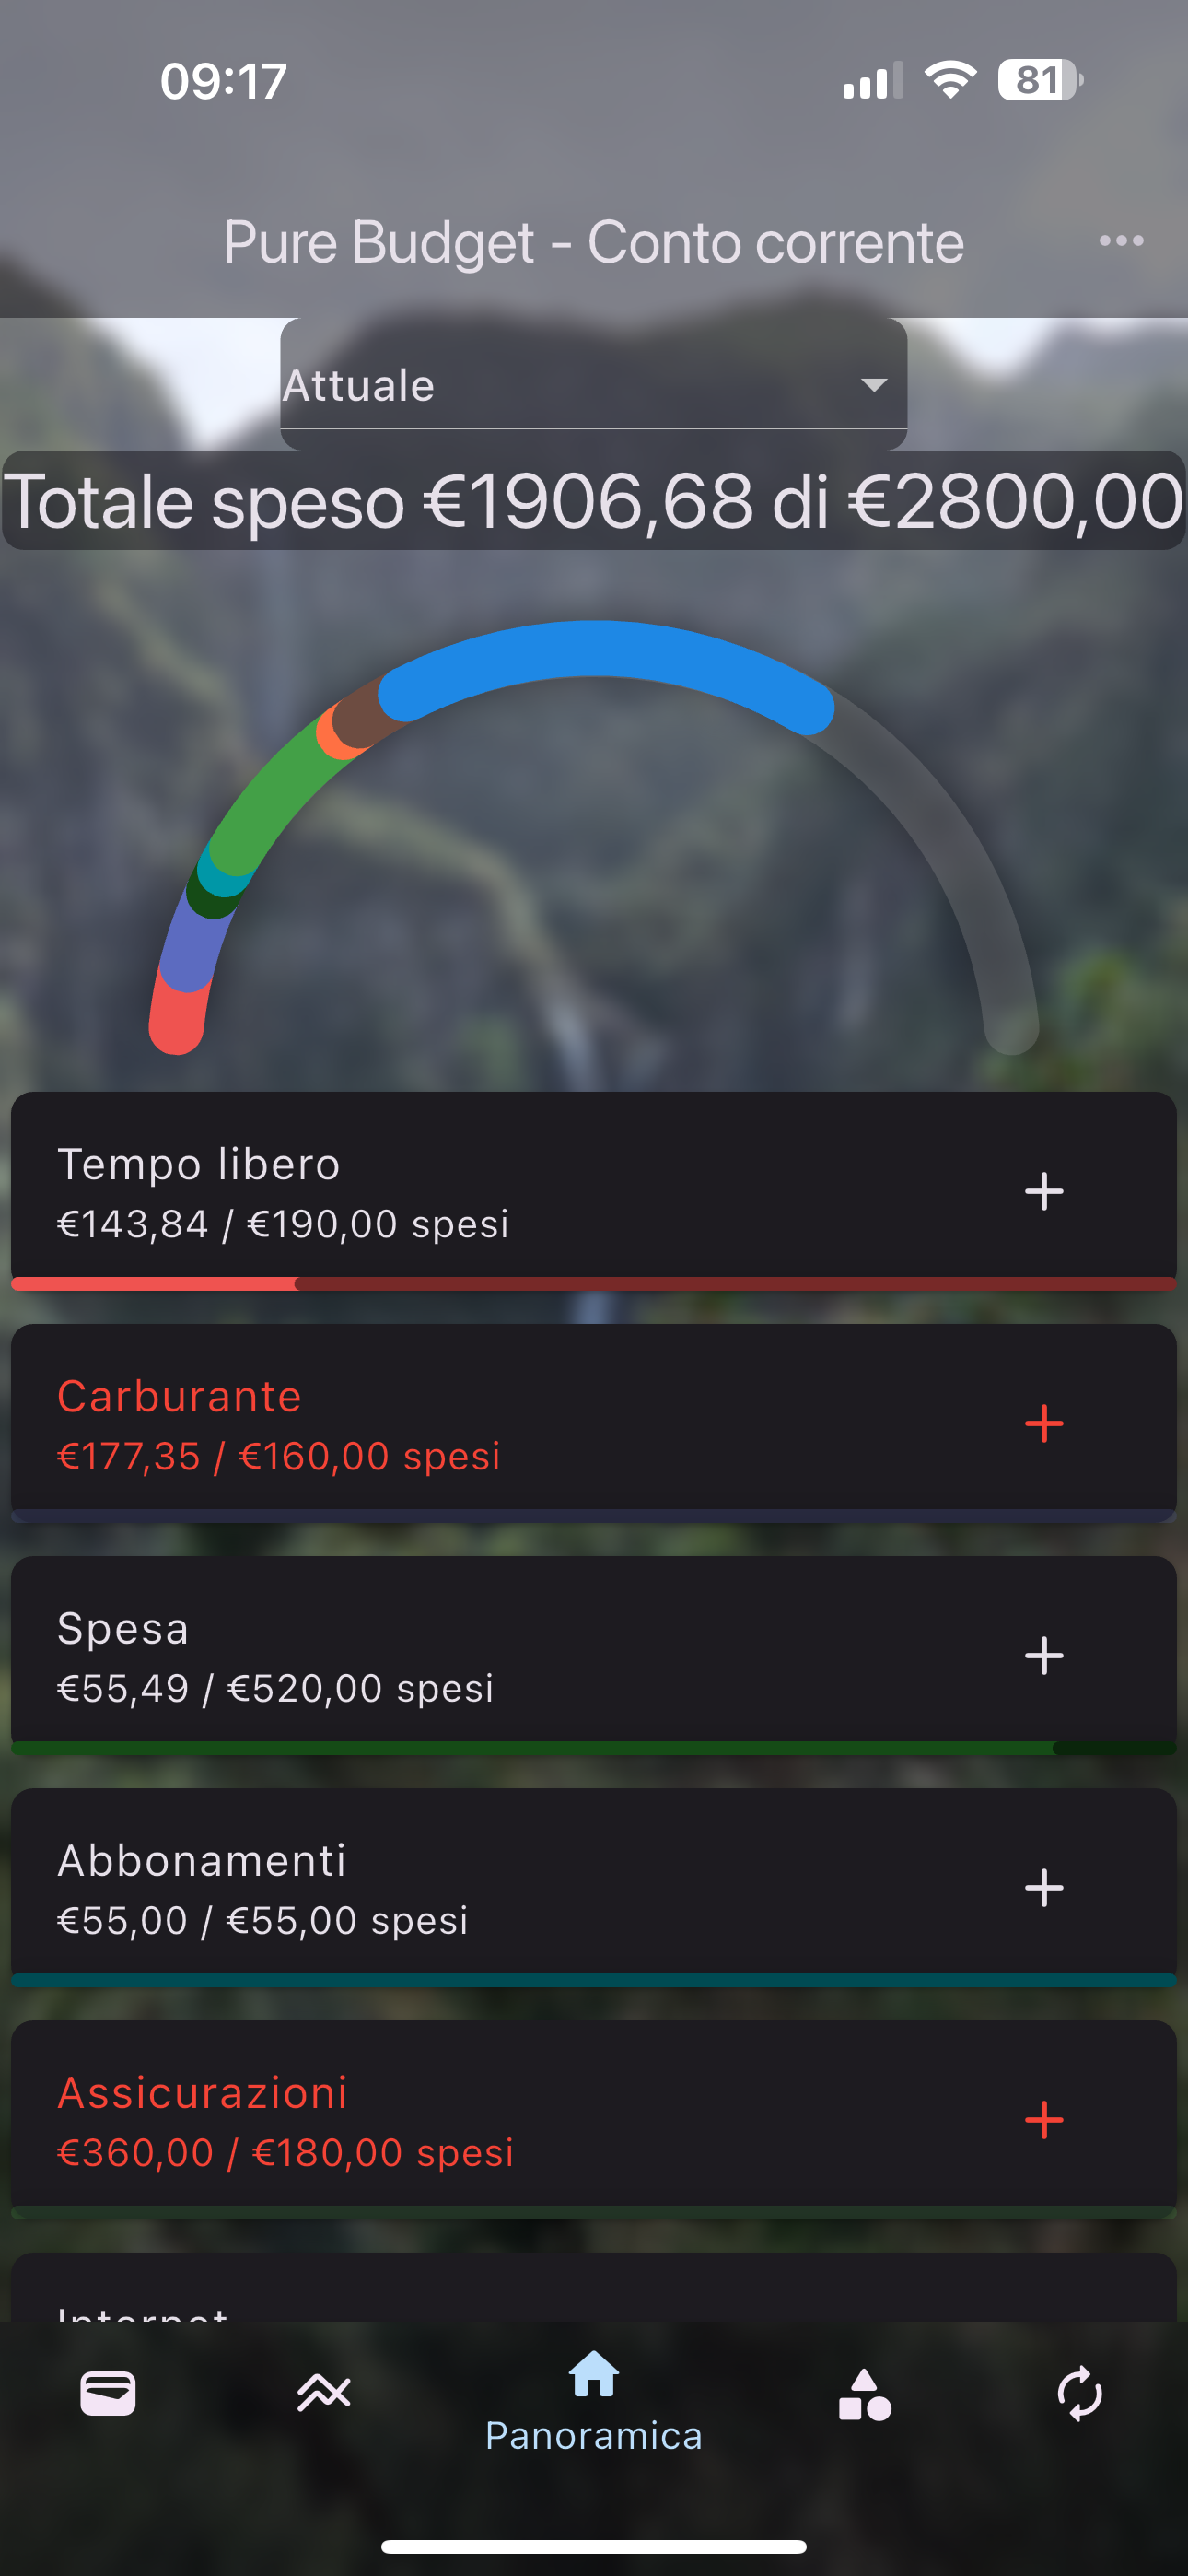 09:17
81
Pure Budget - Conto corrente
Attuale
Totale speso €1906,68 di €2800,00
Tempo libero
€143,84 / €190,00 spesi
Carburante
€177,35 / €160,00 spesi
Spesa
€55,49 / €520,00 spesi
Abbonamenti
€55,00 / €55,00 spesi
Assicurazioni
€360,00 / €180,00 spesi
Internet
Panoramica